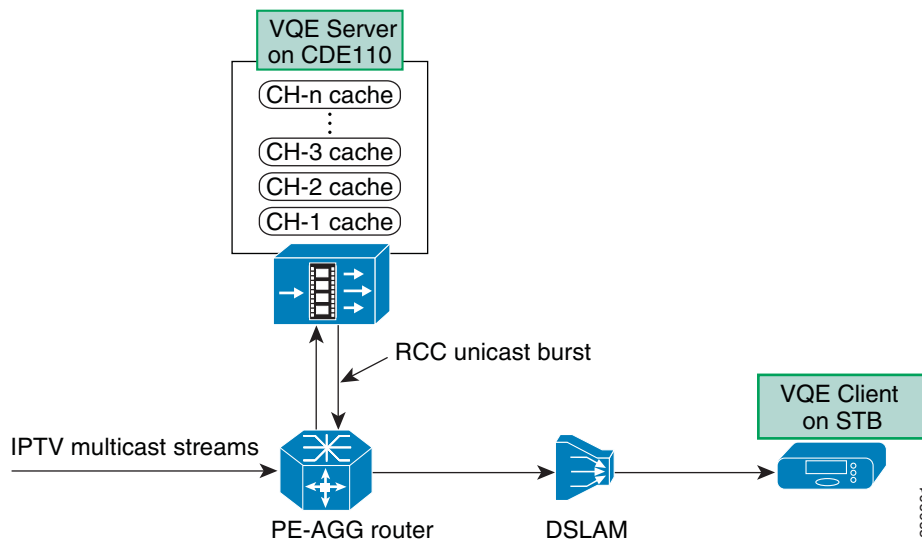 VQE Server
on CDE110
CH-n cache
CH-3 cache
CH-2 cache
CH-1 cache
RCC unicast burst
VQE Client
on STB
IPTV multicast streams
PE-AGG router
DSLAM